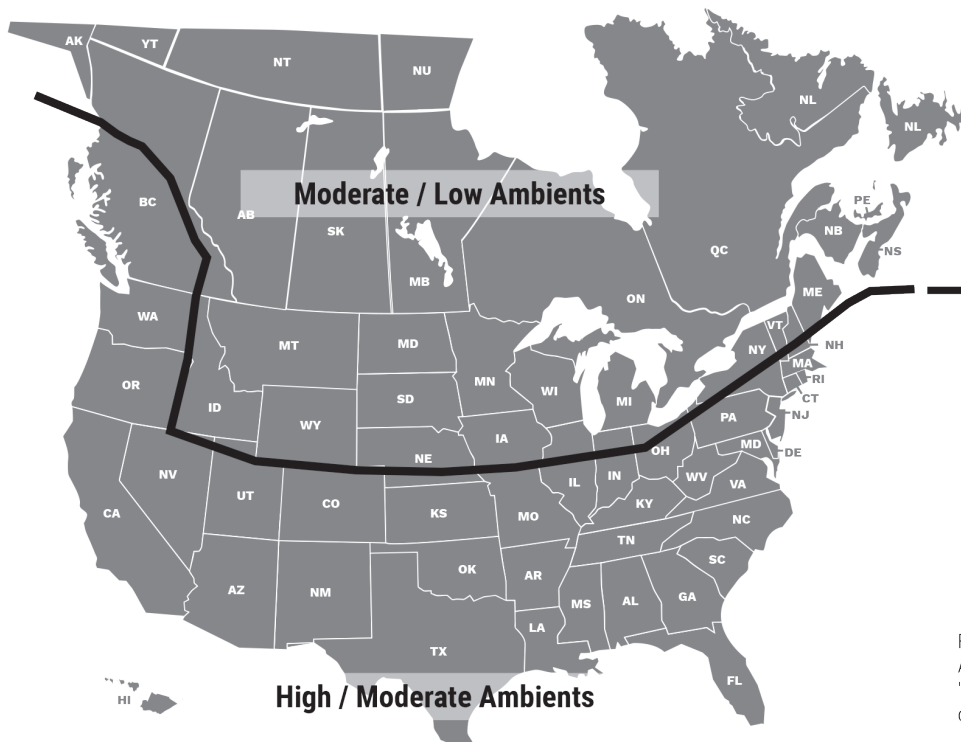 AK
YT
NT
NU
NL
NL
Moderate / Low Ambients
BC
AB
SK
MB
ON
QC
PE
NB
NS
ME
WA
MT
MD
MN
WI
MI
NY
VT
NH
MA
RI
CT
OR
ID
WY
SD
IA
NE
IL
IN
OH
PA
NJ
MD
DE
NV
UT
CO
KS
MO
KY
WV
VA
CA
AZ
NM
OK
AR
TN
NC
SC
MS
AL
GA
LA
TX
FL
HI
High / Moderate Ambients